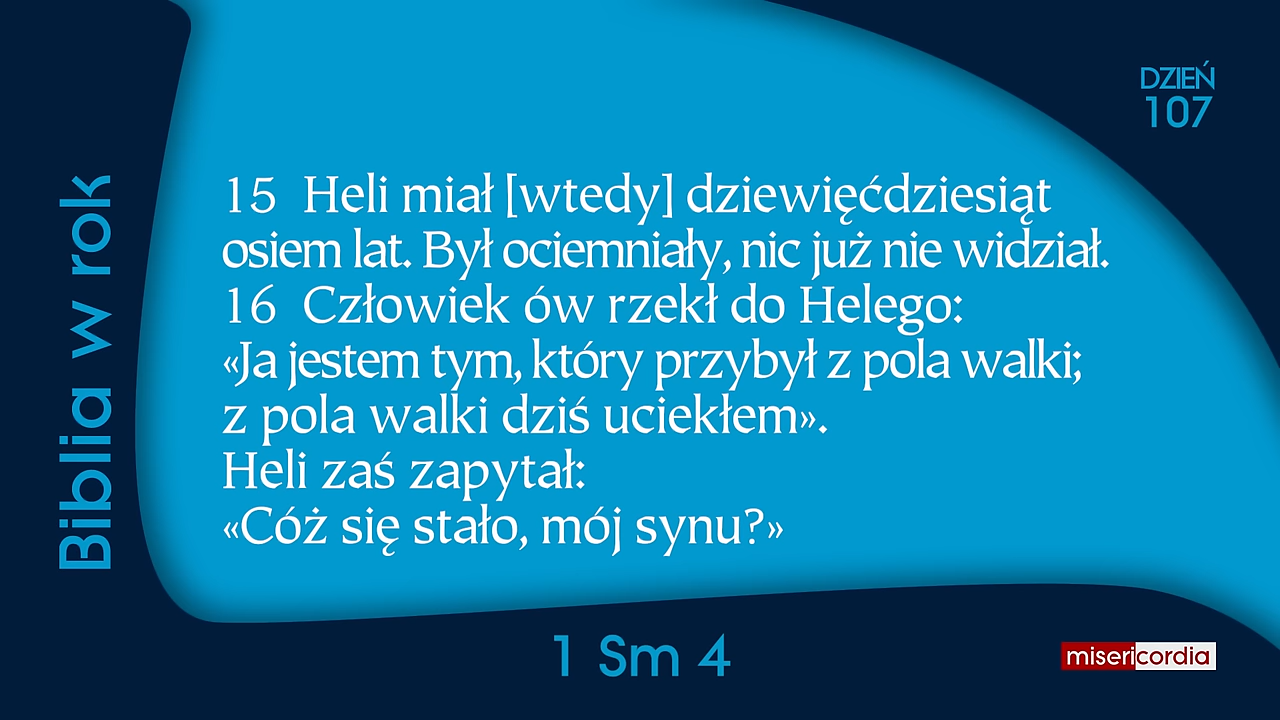 DZIEŃ
107
Biblia w rok
15 Heli miał [wtedy] dziewięćdziesiąt
osiem lat. Był ociemniały, nic już nie widział.
16 Człowiek ów rzekł do Helego:
«Ja jestem tym, który przybył z pola walki;
z pola walki dziś uciekłem».
Heli zaś zapytał:
«Cóż się stało, mój synu?»
1 Sm 4
misericordia